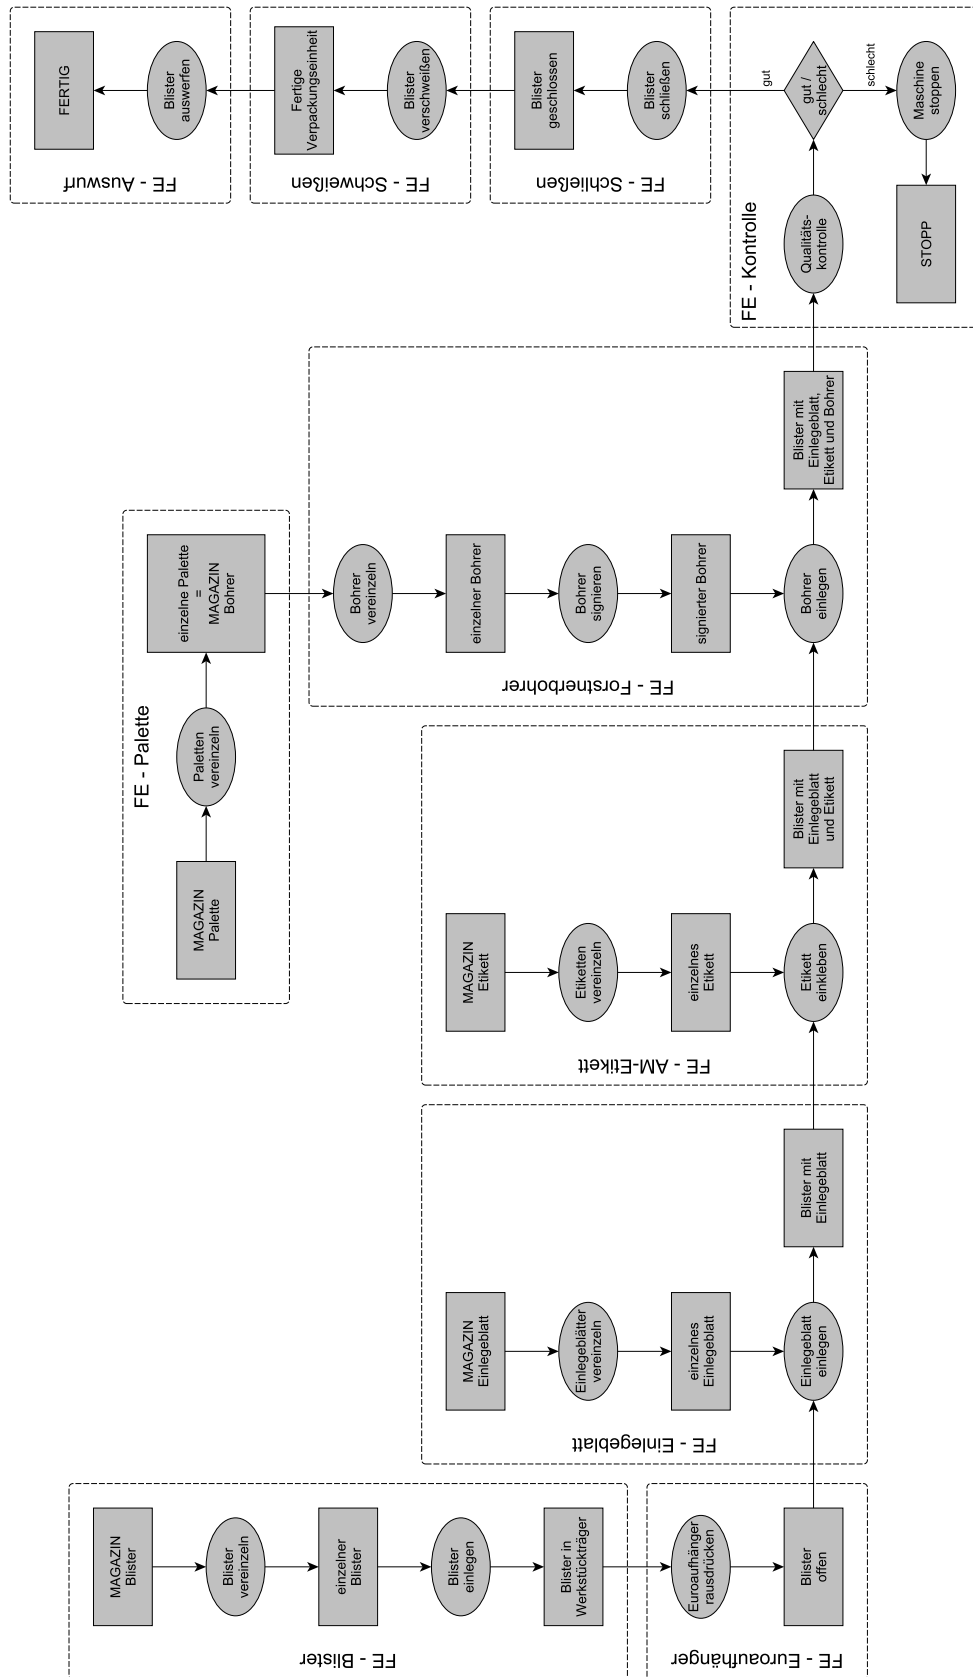 FE - Blister
MAGAZIN
Blister
Blister
vereinzeln
einzelner
Blister
Blister
einlegen
Blister in
Werkstückträger
FE - Euroaufhänger
Euroaufhänger
rausdrücken
Blister
offen
FE - Einlegeblatt
MAGAZIN
Einlegeblatt
Einlegeblätter
vereinzeln
einzelnes
Einlegeblatt
Einlegeblatt
einlegen
Blister mit
Einlegeblatt
FE - AM-Etikett
MAGAZIN
Etikett
Etiketten
vereinzeln
einzelnes
Etikett
Etikett
einkleben
Blister mit
Einlegeblatt
und Etikett
FE - Palette
MAGAZIN
Palette
Paletten
vereinzeln
einzelne Palette
=
MAGAZIN
Bohrer
FE - Forstnerbohrer
Bohrer
vereinzeln
einzelner Bohrer
Bohrer
signieren
signierter Bohrer
Bohrer
einlegen
Blister mit
Einlegeblatt,
Etikett und Bohrer
FE - Kontrolle
Qualitäts-
kontrolle
gut /
schlecht
gut
schlecht
Maschine
stoppen
STOPP
FE - Schließen
Blister
schließen
Blister
geschlossen
FE - Schweißen
Blister
verschweißen
Fertige
Verpackungseinheit
FE - Auswurf
Blister
auswerfen
FERTIG